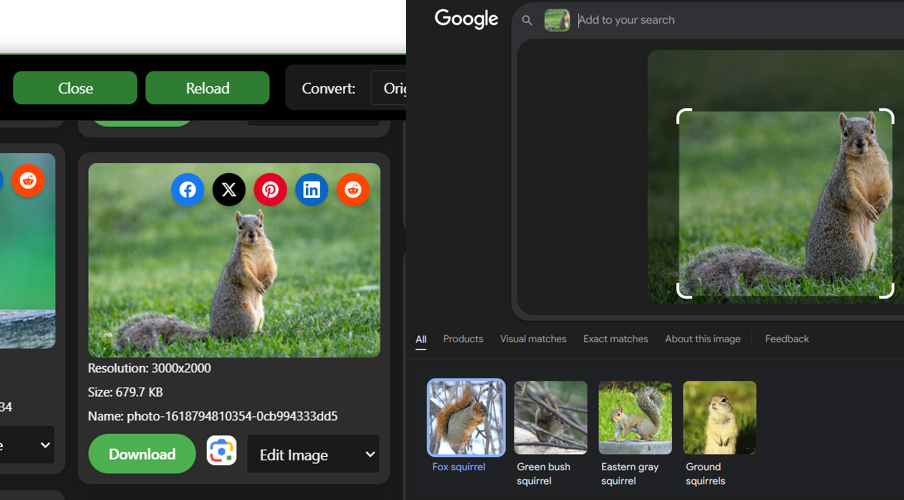 Close
Reload
Convert:
Resolution: 3000x2000
Size: 679.7 KB
34
Name: photo-1618794810354-0cb994333dd5
Download
Edit Image
Google
Add to your search
All
Products
Visual matches
Exact matches
About this image
Feedback
Fox squirrel
Green bush
squirrel
Eastern gray
squirrel
Ground
squirrels